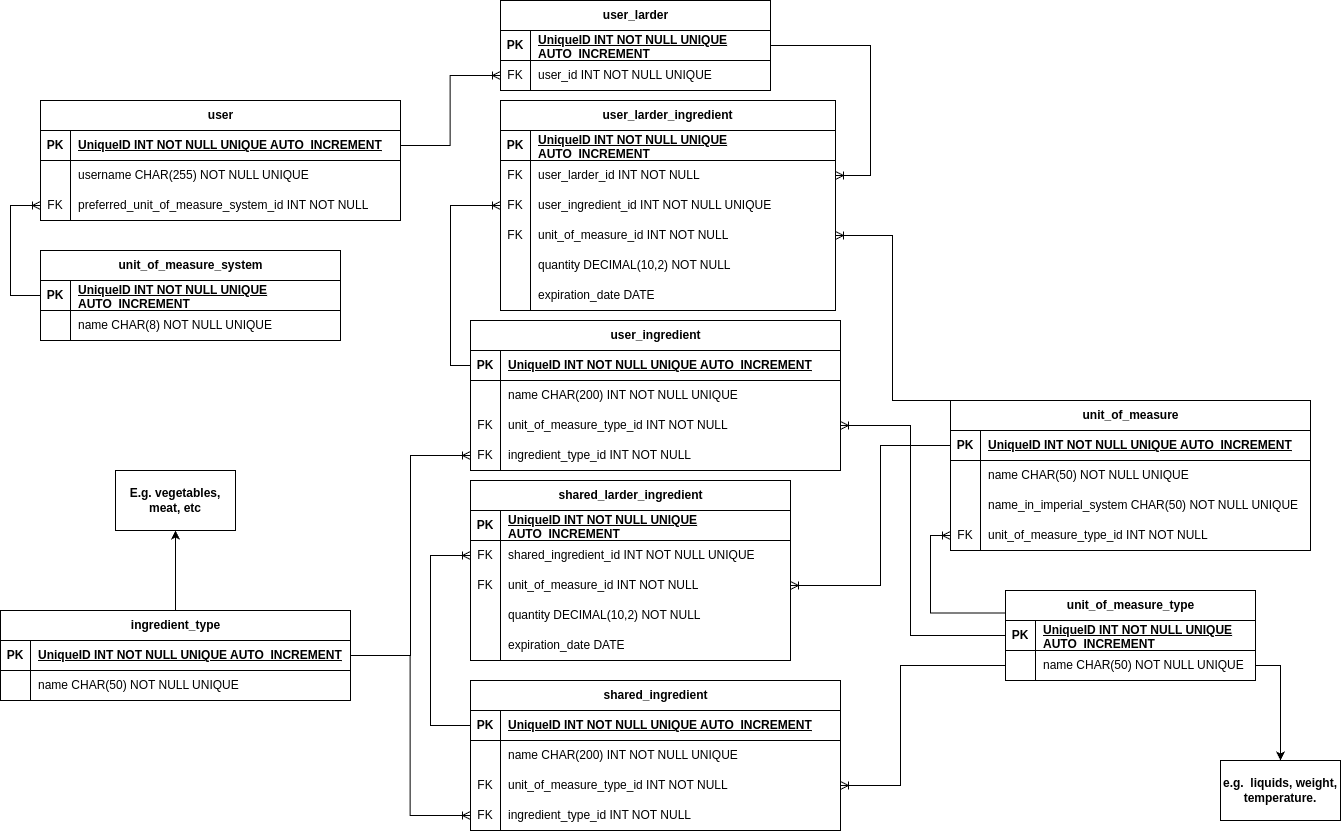 user_larder
PK
UniqueID INT NOT NULL UNIQUE
AUTO_INCREMENT
FK
user_id INT NOT NULL UNIQUE
user
PK
UniqueID INT NOT NULL UNIQUE AUTO_INCREMENT
username CHAR(255) NOT NULL UNIQUE
FK
preferred_unit_of_measure_system_id INT NOT NULL
unit_of_measure_system
PK
UniqueID INT NOT NULL UNIQUE
AUTO_INCREMENT
name CHAR(8) NOT NULL UNIQUE
user_larder_ingredient
PK
UniqueID INT NOT NULL UNIQUE
AUTO_INCREMENT
FK
user_larder_id INT NOT NULL
FK
user_ingredient_id INT NOT NULL UNIQUE
FK
unit_of_measure_id INT NOT NULL
quantity DECIMAL(10,2) NOT NULL
expiration_date DATE
user_ingredient
PK
UniqueID INT NOT NULL UNIQUE AUTO_INCREMENT
name CHAR(200) INT NOT NULL UNIQUE
FK
unit_of_measure_type_id INT NOT NULL
FK
ingredient_type_id INT NOT NULL
unit_of_measure
PK
UniqueID INT NOT NULL UNIQUE AUTO_INCREMENT
name CHAR(50) NOT NULL UNIQUE
name_in_imperial_system CHAR(50) NOT NULL UNIQUE
FK
unit_of_measure_type_id INT NOT NULL
E.g. vegetables,
meat, etc
shared_larder_ingredient
PK
UniqueID INT NOT NULL UNIQUE
AUTO_INCREMENT
FK
shared_ingredient_id INT NOT NULL UNIQUE
FK
unit_of_measure_id INT NOT NULL
quantity DECIMAL(10,2) NOT NULL
expiration_date DATE
unit_of_measure_type
PK
UniqueID INT NOT NULL UNIQUE
AUTO_INCREMENT
name CHAR(50) NOT NULL UNIQUE
ingredient_type
PK
UniqueID INT NOT NULL UNIQUE AUTO_INCREMENT
name CHAR(50) NOT NULL UNIQUE
shared_ingredient
PK
UniqueID INT NOT NULL UNIQUE AUTO_INCREMENT
name CHAR(200) INT NOT NULL UNIQUE
FK
unit_of_measure_type_id INT NOT NULL
FK
ingredient_type_id INT NOT NULL
e.g. liquids, weight,
temperature.